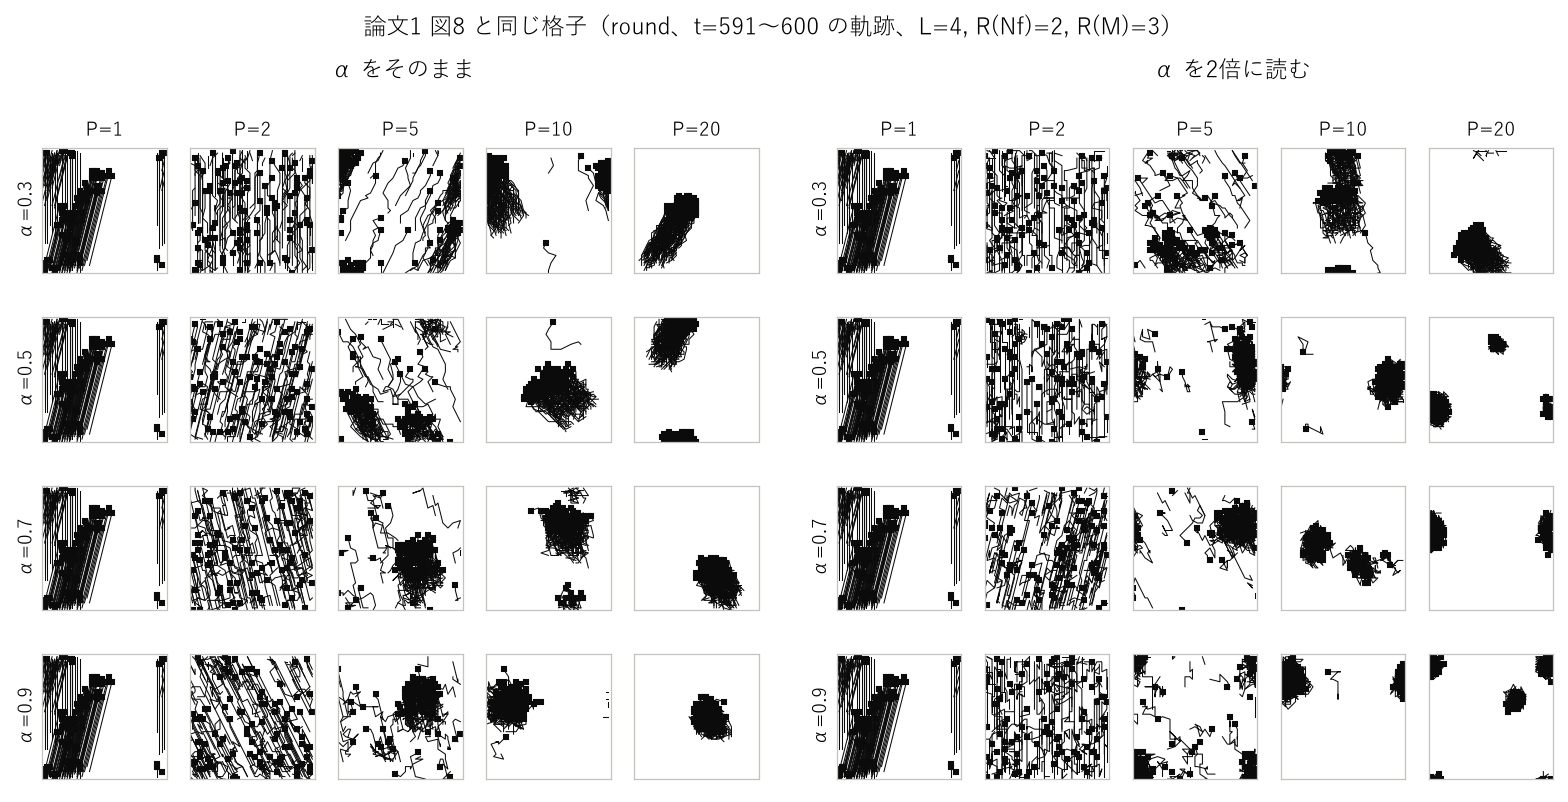 論文1 図8 と同じ格子（round、t=591〜600 の軌跡、L=4, R(Nf)=2, R(M)=3）
α をそのまま
α を2倍に読む
P=1 P=2 P=5 P=10 P=20 P=1 P=2 P=5 P=10 P=20
α=0.3 α=0.3
α=0.5 α=0.5
α=0.7 α=0.7
α=0.9 α=0.9